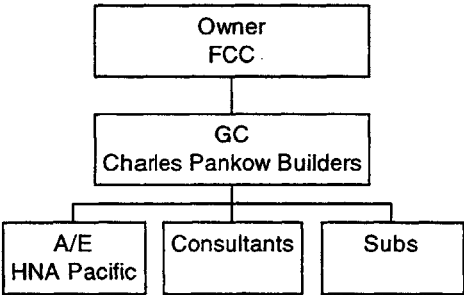 Owner
FCC
GC
Charles Pankow Builders
A/E
HNA Pacific
Consultants
Subs